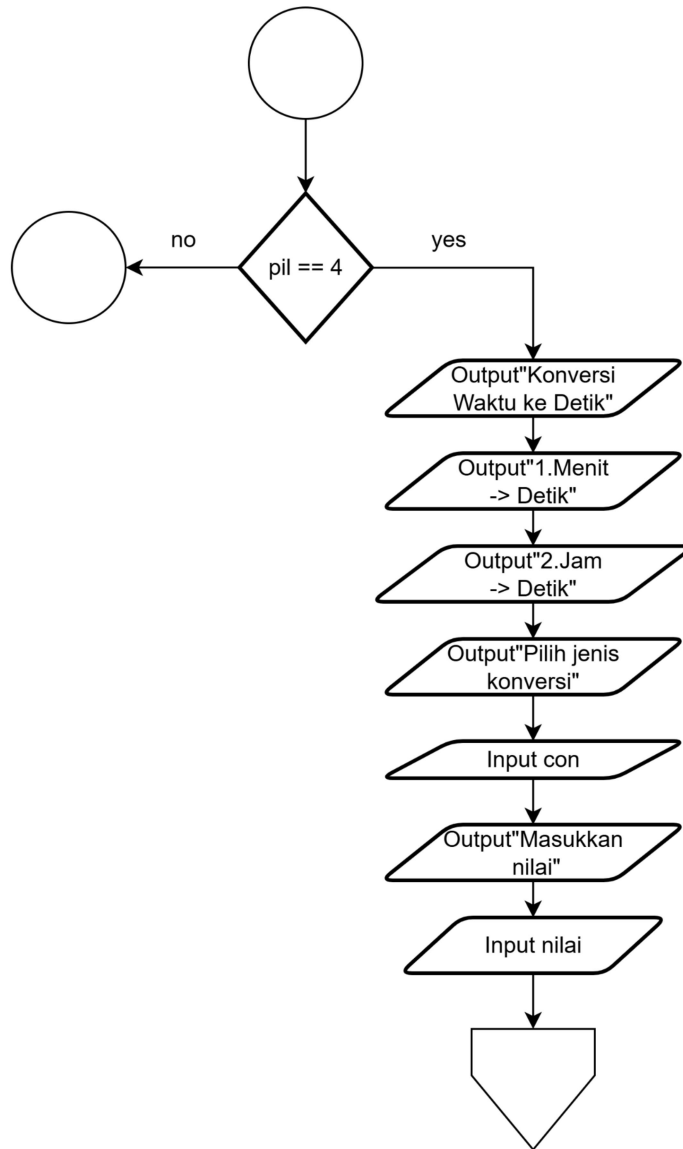 no
pil == 4
yes
Output"Konversi
Waktu ke Detik"
Output"1.Menit
-> Detik"
Output"2.Jam
-> Detik"
Output"Pilih jenis
konversi"
Input con
Output"Masukkan
nilai"
Input nilai